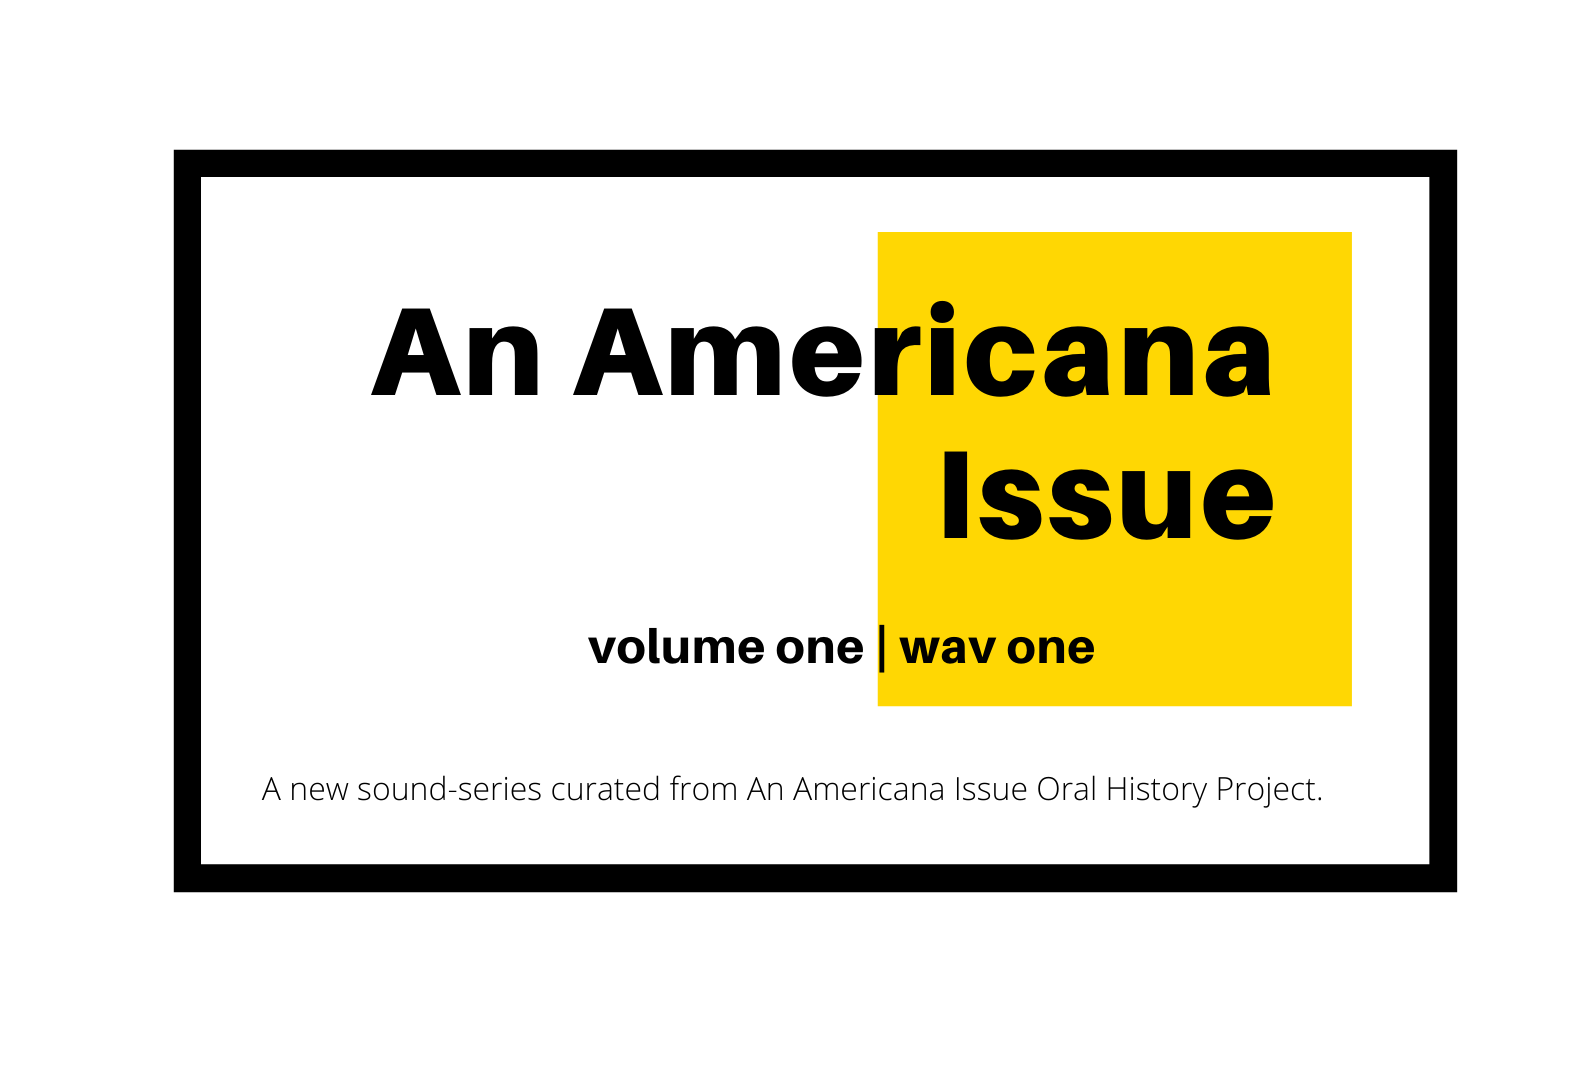 An Americana
Issue
volume one | wav one
A new sound-series curated from An Americana Issue Oral History Project.